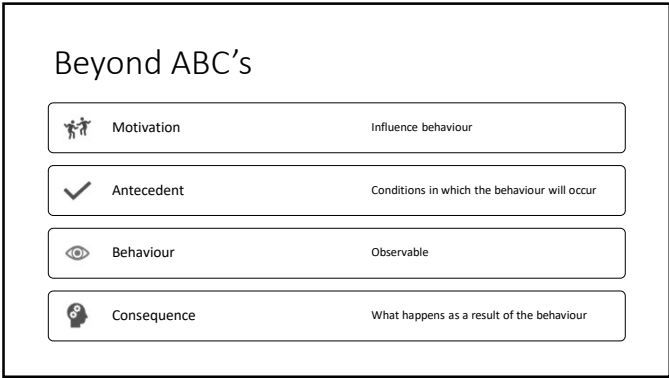 Beyond ABC’s
Motivation Influence behaviour
Antecedent Conditions in which the behaviour will occur
Behaviour Observable
Consequence What happens as a result of the behaviour